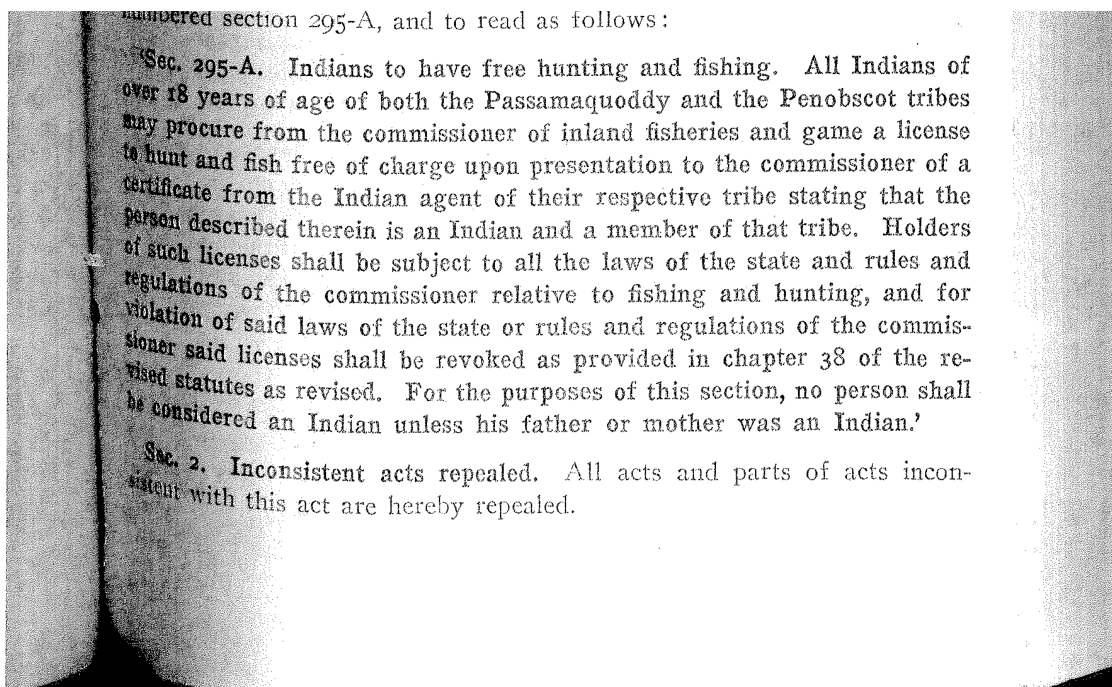 numbered section 295-A, and to read as follows:
'Sec. 295-A. Indians to have free hunting and fishing. All Indians of
over 18 years of age of both the Passamaquoddy and the Penobscot tribes
may procure from the commissioner of inland fisheries and game a license
to hunt and fish free of charge upon presentation to the commissioner of a
certificate from the Indian agent of their respective tribe stating that the
person described therein is an Indian and a member of that tribe. Holders
of such licenses shall be subject to all the laws of the state and rules and
regulations of the commissioner relative to fishing and hunting, and for
violation of said laws of the state or rules and regulations of the commis-
sioner said licenses shall be revoked as provided in chapter 38 of the re-
vised statutes as revised. For the purposes of this section, no person shall
be considered an Indian unless his father or mother was an Indian.'
Sec. 2. Inconsistent acts repealed. All acts and parts of acts incon-
sistent with this act are hereby repealed.